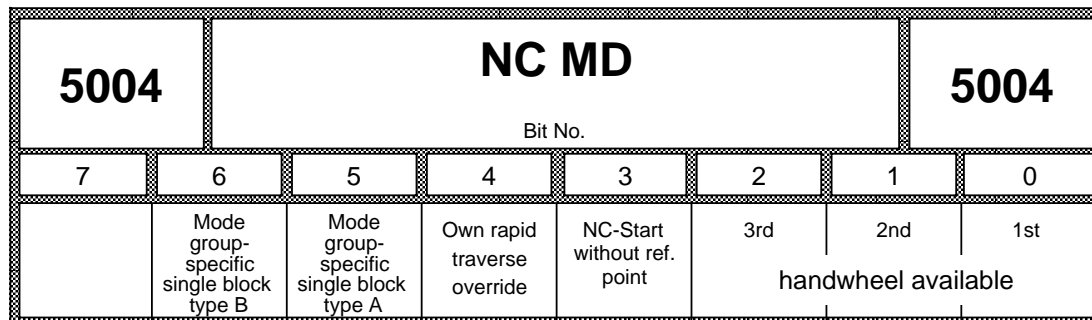 5004
NC MD
5004
Bit No.
7 6 5 4 3 2 1 0
Mode
group-
specific
single block
type B
Mode
group-
specific
single block
type A
Own rapid
traverse
override
NC-Start
without ref.
point
3rd 2nd 1st
handwheel available